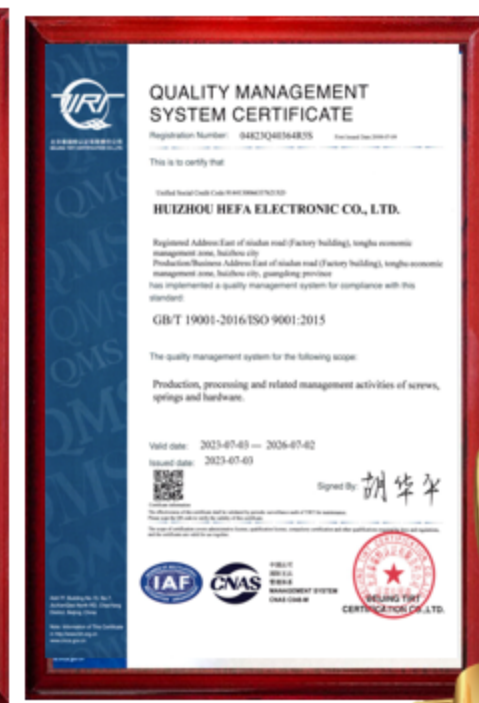 TIRT
QUALITY MANAGEMENT
SYSTEM CERTIFICATE
Registration Number: 04823Q40364R3S
This is to certify that
HUIZHOU HEFA ELECTRONIC CO., LTD.
Registered Address:East of niudun road (Factory building), tonghu economic
management zone, huizhou city
Production/Business Address:East of niudun road (Factory building), tonghu economic
management zone, huizhou city, guangdong province
has implemented a quality management system for compliance with this
standard:
GB/T 19001-2016/ISO 9001:2015
The quality management system for the following scope:
Production, processing and related management activities of screws,
springs and hardware.
Valid date: 2023-07-03 — 2026-07-02
Issued date: 2023-07-03
Signed By: 胡华平
IAF
CNAS
MANAGEMENT SYSTEM
BEIJING TIRT
CERTIFICATION CO.,LTD.
QMS